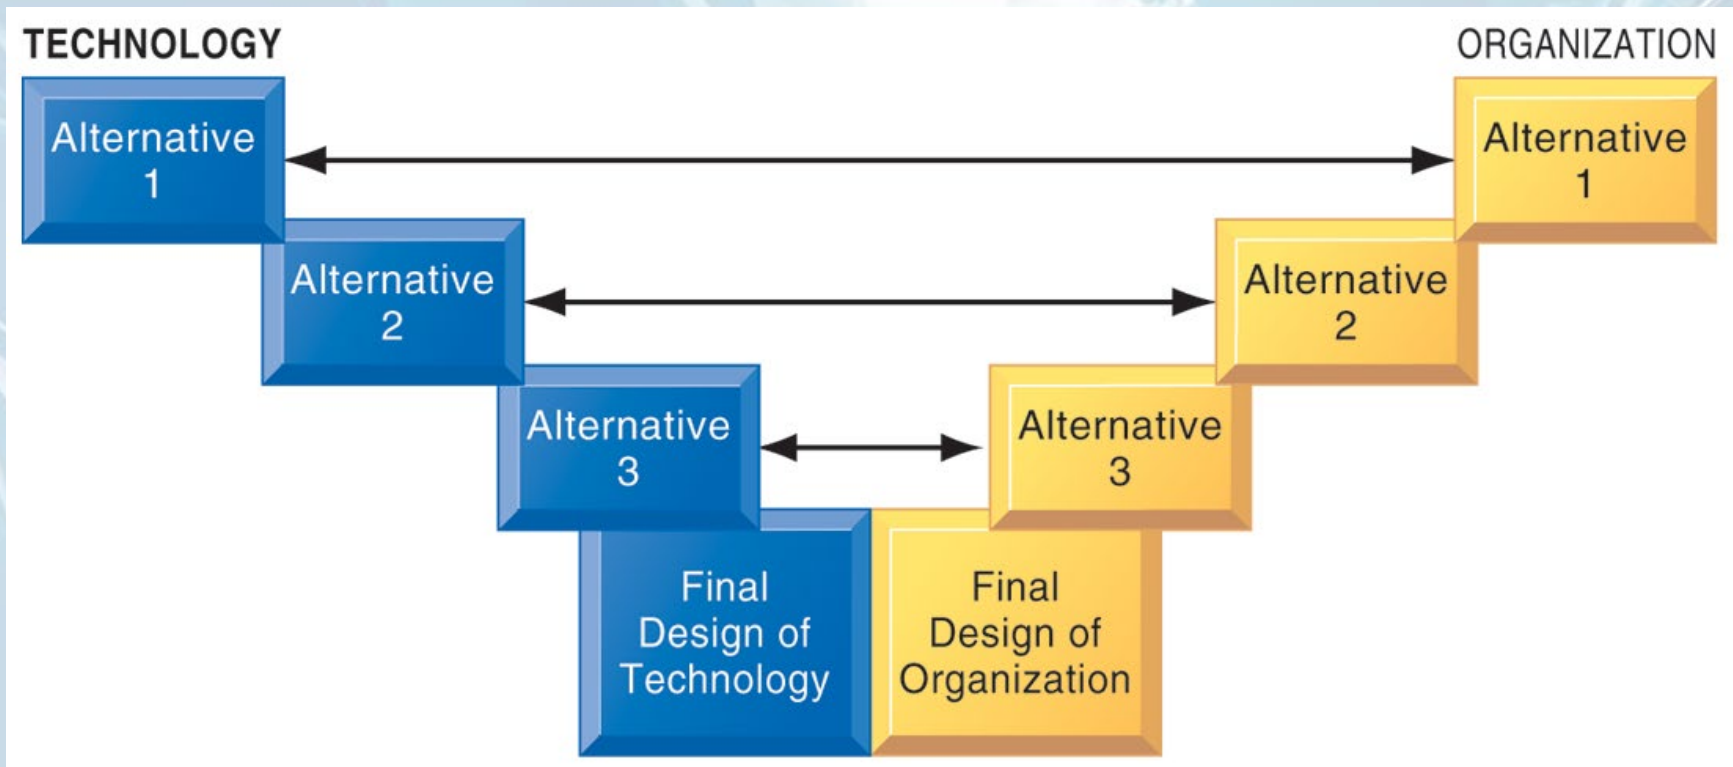 TECHNOLOGY
ORGANIZATION
Alternative
1
Alternative
1
Alternative
2
Alternative
2
Alternative
3
Alternative
3
Final
Design of
Technology
Final
Design of
Organization